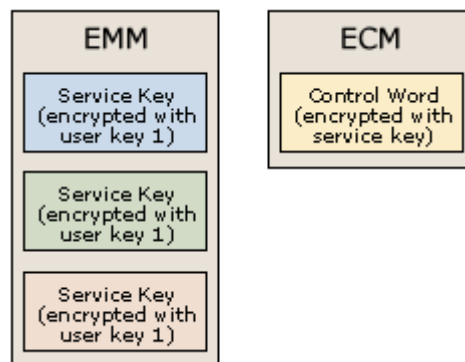 EMM
Service Key
(encrypted with
user key 1)
Service Key
(encrypted with
user key 1)
Service Key
(encrypted with
user key 1)
ECM
Control Word
(encrypted with
service key)